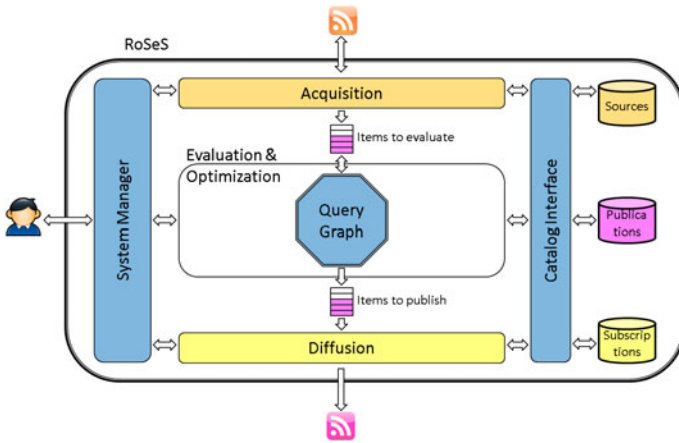 RoSeS
Acquisition
Sources
Items to evaluate
Evaluation &
Optimization
System Manager
Query
Graph
Catalog Interface
Publica
tions
Items to publish
Diffusion
Subscrip
tions